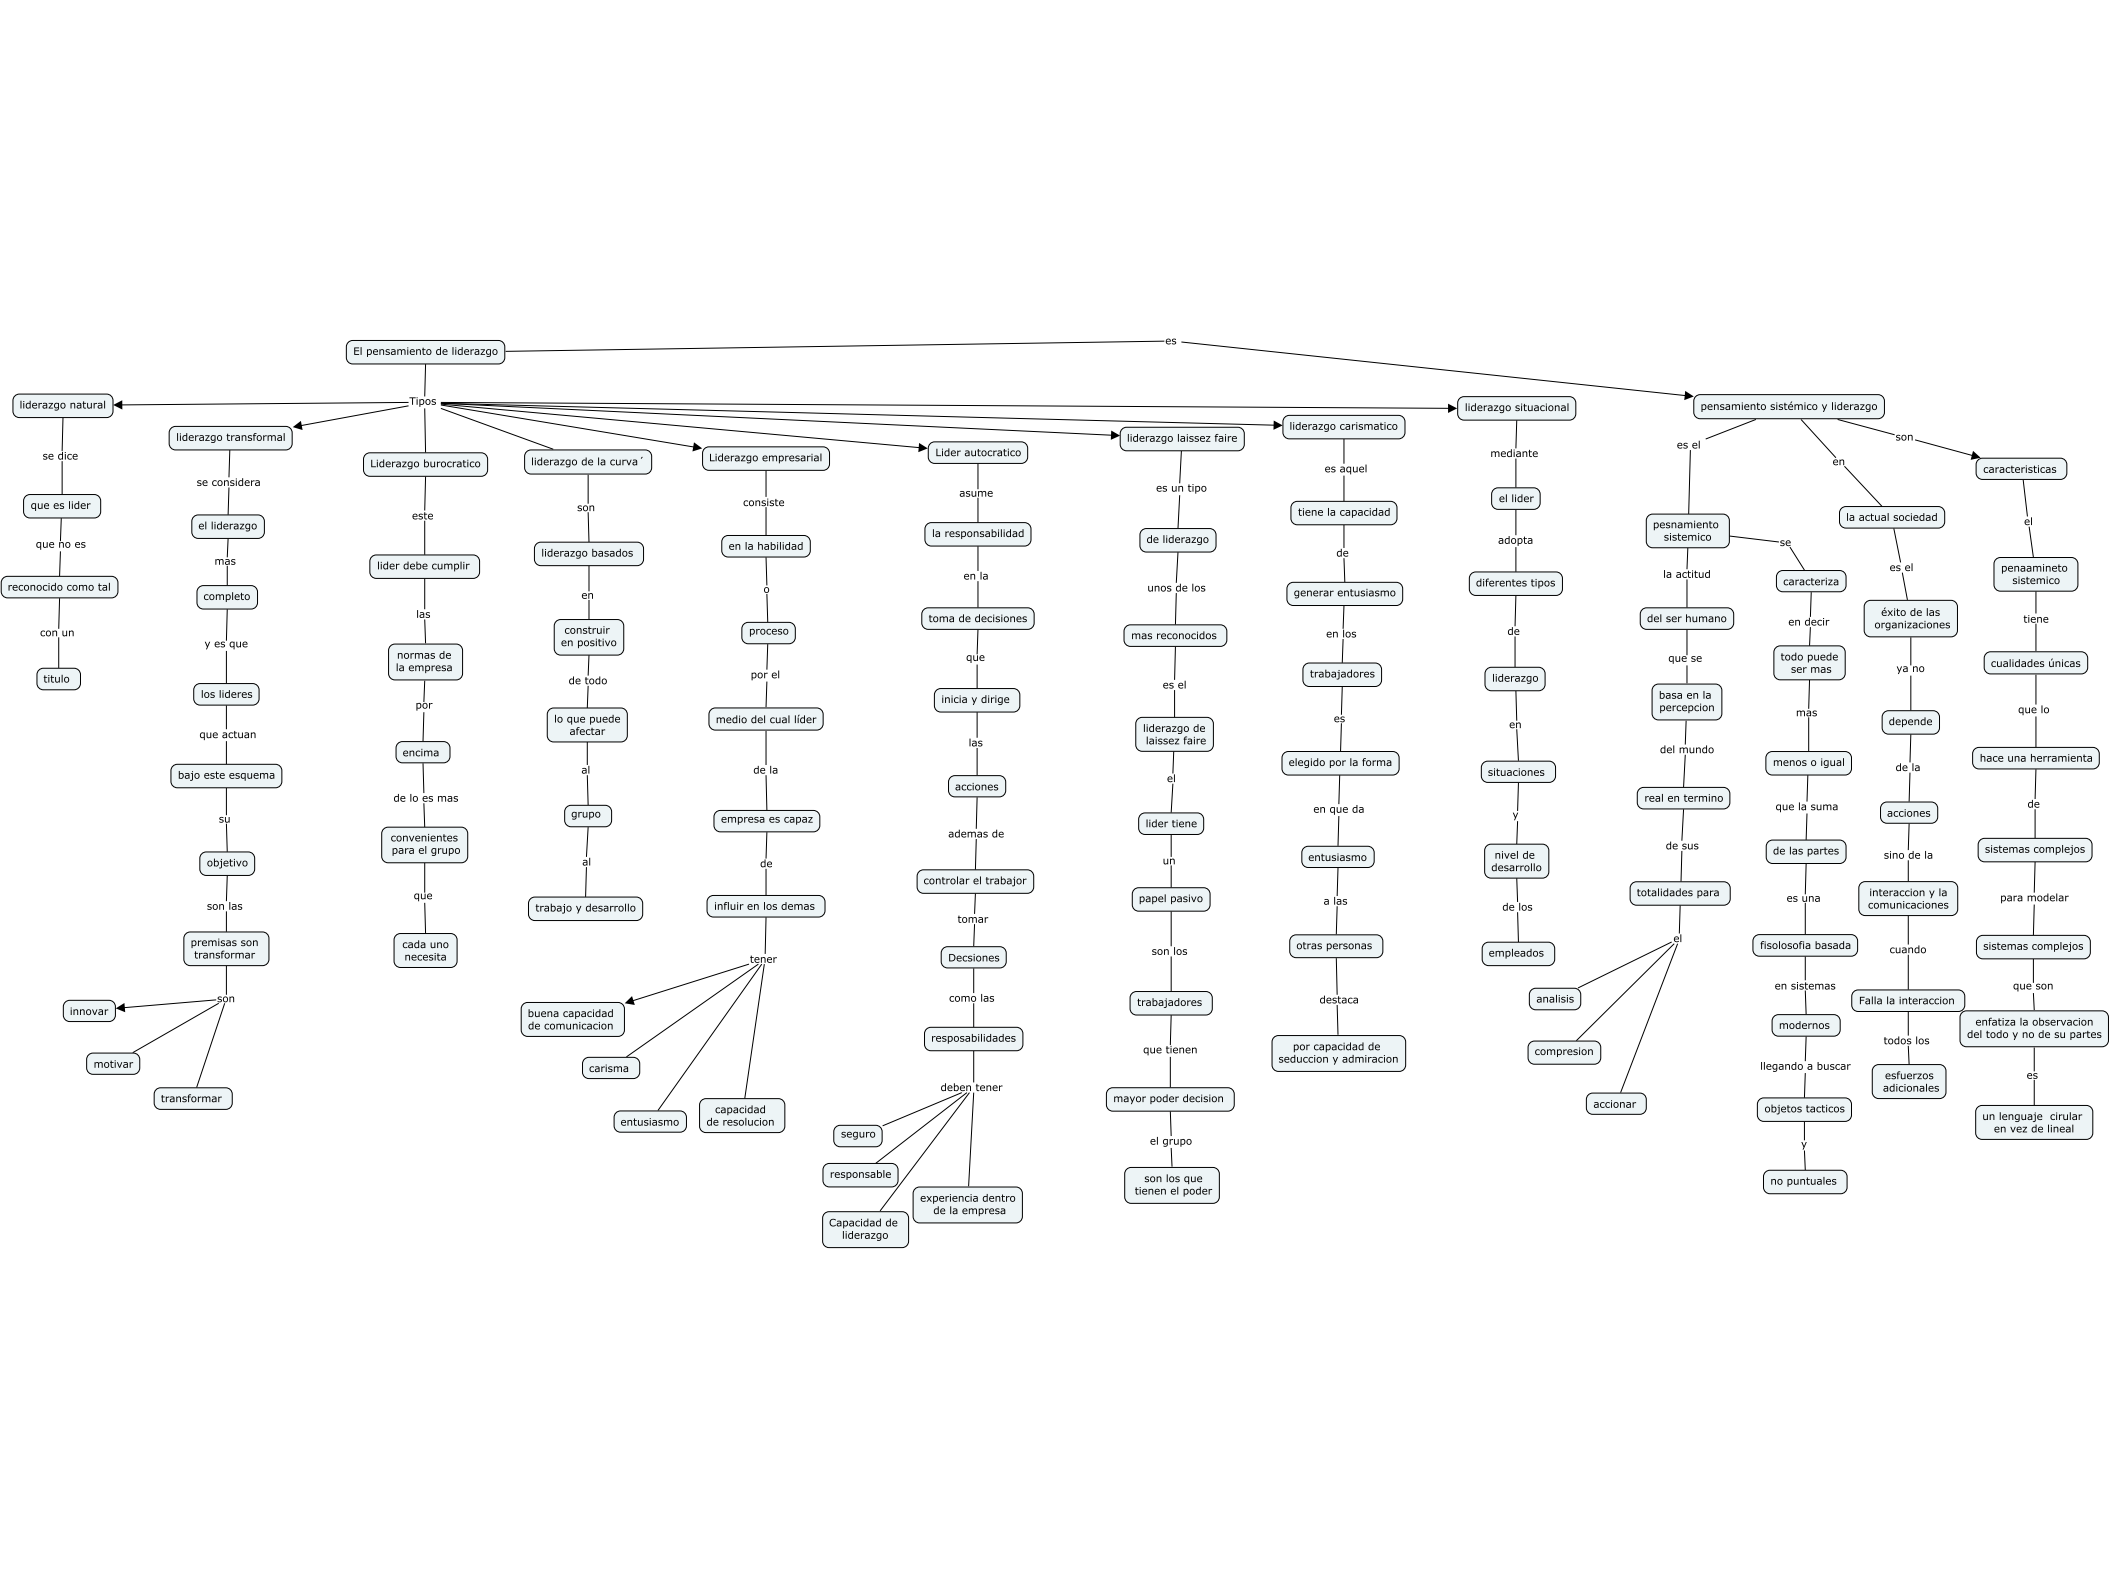 El pensamiento de liderazgo
es
Tipos
liderazgo natural
se dice
que es lider
que no es
reconocido como tal
con un
titulo
liderazgo transformal
se considera
el liderazgo
mas
completo
y es que
los lideres
que actuan
bajo este esquema
su
objetivo
son las
premisas son
transformar
son
innovar
motivar
transformar
Liderazgo burocratico
este
lider debe cumplir
las
normas de
la empresa
por
encima
de lo es mas
convenientes
para el grupo
que
cada uno
necesita
liderazgo de la curva´
son
liderazgo basados
en
construir
en positivo
de todo
lo que puede
afectar
al
grupo
al
trabajo y desarrollo
Liderazgo empresarial
consiste
en la habilidad
o
proceso
por el
medio del cual líder
de la
empresa es capaz
de
influir en los demas
tener
buena capacidad
de comunicacion
carisma
entusiasmo
capacidad
de resolucion
Lider autocratico
asume
la responsabilidad
en la
toma de decisiones
que
inicia y dirige
las
acciones
ademas de
controlar el trabajor
tomar
Decsiones
como las
resposabilidades
deben tener
seguro
responsable
Capacidad de
liderazgo
experiencia dentro
de la empresa
liderazgo laissez faire
es un tipo
de liderazgo
unos de los
mas reconocidos
es el
liderazgo de
laissez faire
el
lider tiene
un
papel pasivo
son los
trabajadores
que tienen
mayor poder decision
el grupo
son los que
tienen el poder
liderazgo carismatico
es aquel
tiene la capacidad
de
generar entusiasmo
en los
trabajadores
es
elegido por la forma
en que da
entusiasmo
a las
otras personas
destaca
por capacidad de
seduccion y admiracion
liderazgo situacional
mediante
el lider
adopta
diferentes tipos
de
liderazgo
en
situaciones
y
nivel de
desarrollo
de los
empleados
pensamiento sistémico y liderazgo
es el
pesnamiento
sistemico
la actitud
del ser humano
que se
basa en la
percepcion
del mundo
real en termino
de sus
totalidades para
el
analisis
compresion
accionar
se
caracteriza
en decir
todo puede
ser mas
mas
menos o igual
que la suma
de las partes
es una
fisolosofia basada
en sistemas
modernos
llegando a buscar
objetos tacticos
y
no puntuales
en
la actual sociedad
es el
éxito de las
organizaciones
ya no
depende
de la
acciones
sino de la
interaccion y la
comunicaciones
cuando
Falla la interaccion
todos los
esfuerzos
adicionales
son
caracteristicas
el
penaamineto
sistemico
tiene
cualidades únicas
que lo
hace una herramienta
de
sistemas complejos
para modelar
sistemas complejos
que son
enfatiza la observacion
del todo y no de su partes
es
un lenguaje  cirular
en vez de lineal